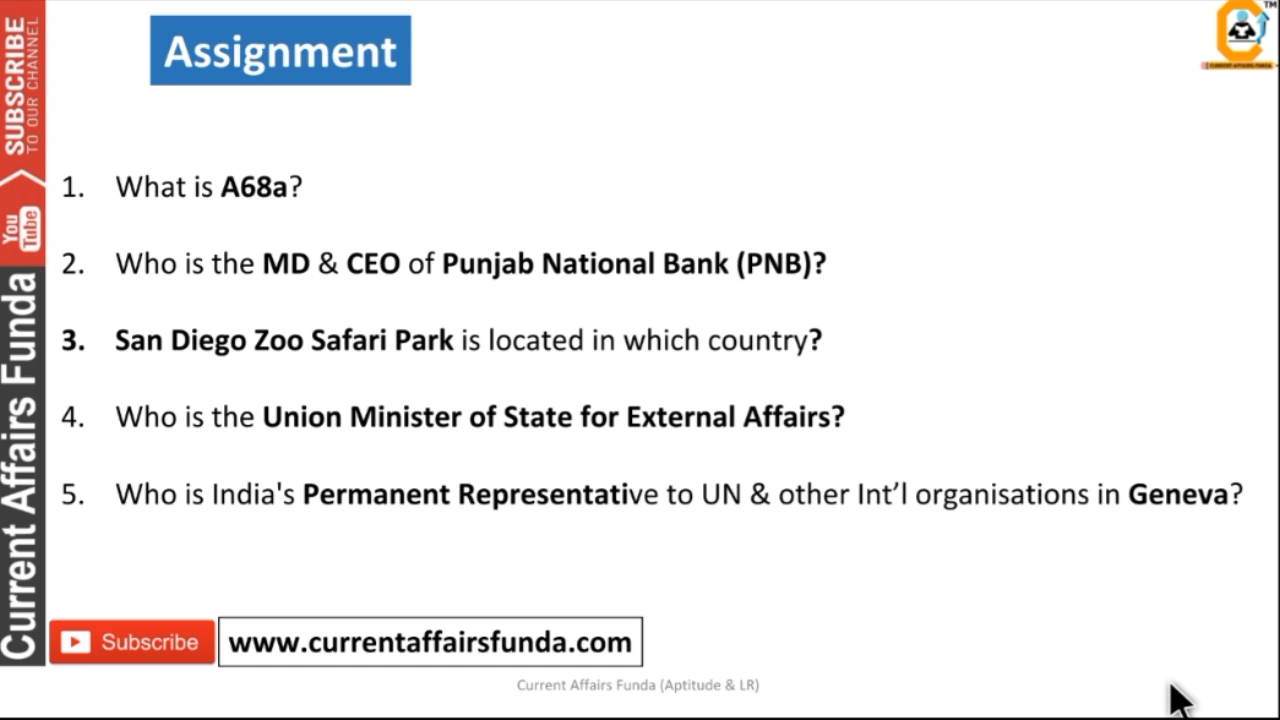 Assignment
1. What is A68a?
2. Who is the MD & CEO of Punjab National Bank (PNB)?
3. San Diego Zoo Safari Park is located in which country?
4. Who is the Union Minister of State for External Affairs?
5. Who is India's Permanent Representative to UN & other Int’l organisations in Geneva?
SUBSCRIBE
TO OUR CHANNEL
You
Tube
Current Affairs Funda
Subscribe
www.currentaffairsfunda.com
Current Affairs Funda (Aptitude & LR)
TM
CURRENT AFFAIRS FUNDA